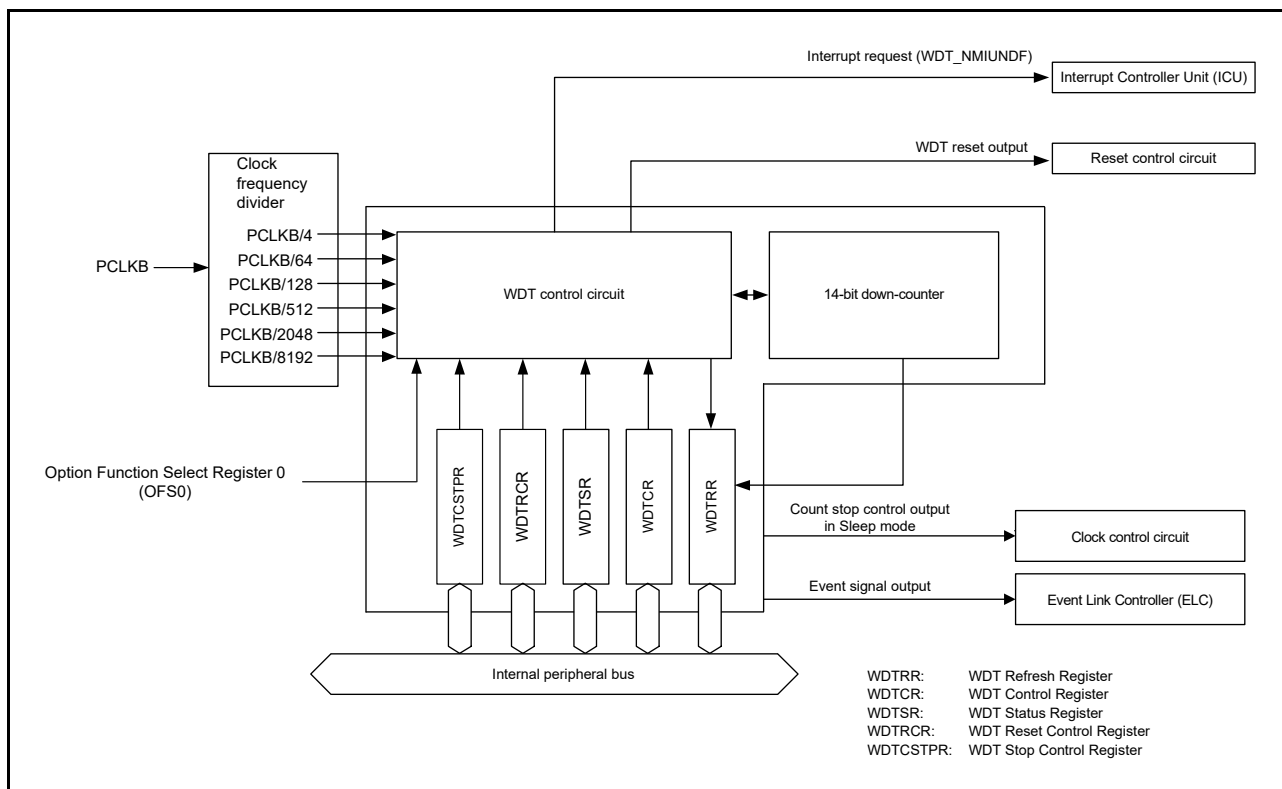 Interrupt request (WDT_NMIUNDF)
Interrupt Controller Unit (ICU)
WDT reset output
Reset control circuit
Clock
frequency
divider
PCLKB
PCLKB/4
PCLKB/64
PCLKB/128
PCLKB/512
PCLKB/2048
PCLKB/8192
WDT control circuit
14-bit down-counter
Option Function Select Register 0
(OFS0)
WDTCSTPR
WDTRCR
WDTSR
WDTCR
WDTRR
Count stop control output
in Sleep mode
Clock control circuit
Event signal output
Event Link Controller (ELC)
Internal peripheral bus
WDTRR: WDT Refresh Register
WDTCR: WDT Control Register
WDTSR: WDT Status Register
WDTRCR: WDT Reset Control Register
WDTCSTPR: WDT Stop Control Register